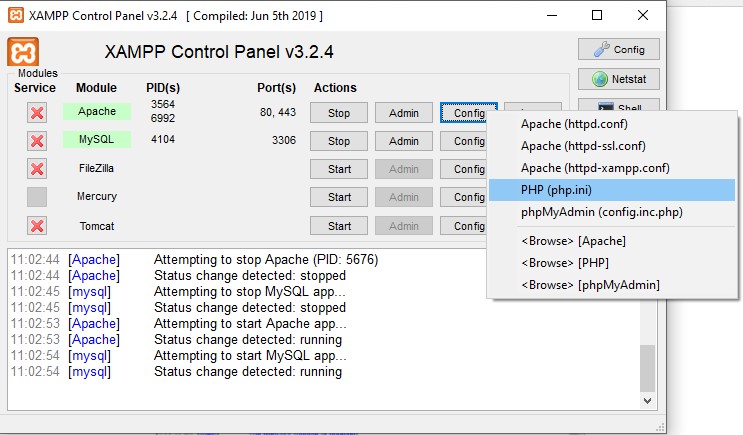 XAMPP Control Panel v3.2.4 [ Compiled: Jun 5th 2019 ]
XAMPP Control Panel v3.2.4
Config
Modules
Service Module PID(s) Port(s) Actions
Netstat
Apache 3564 6992 80, 443 Stop Admin Config
Shell
MySQL 4104 3306 Stop Admin Config
FileZilla Start Admin Config
Mercury Start Admin Config
Tomcat Start Admin Config
Apache (httpd.conf)
Apache (httpd-ssl.conf)
Apache (httpd-xampp.conf)
PHP (php.ini)
phpMyAdmin (config.inc.php)
<Browse> [Apache]
<Browse> [PHP]
<Browse> [phpMyAdmin]
11:02:44 [Apache] Attempting to stop Apache (PID: 5676)
11:02:44 [Apache] Status change detected: stopped
11:02:45 [mysql] Attempting to stop MySQL app...
11:02:45 [mysql] Status change detected: stopped
11:02:53 [Apache] Attempting to start Apache app...
11:02:53 [Apache] Status change detected: running
11:02:54 [mysql] Attempting to start MySQL app...
11:02:54 [mysql] Status change detected: running